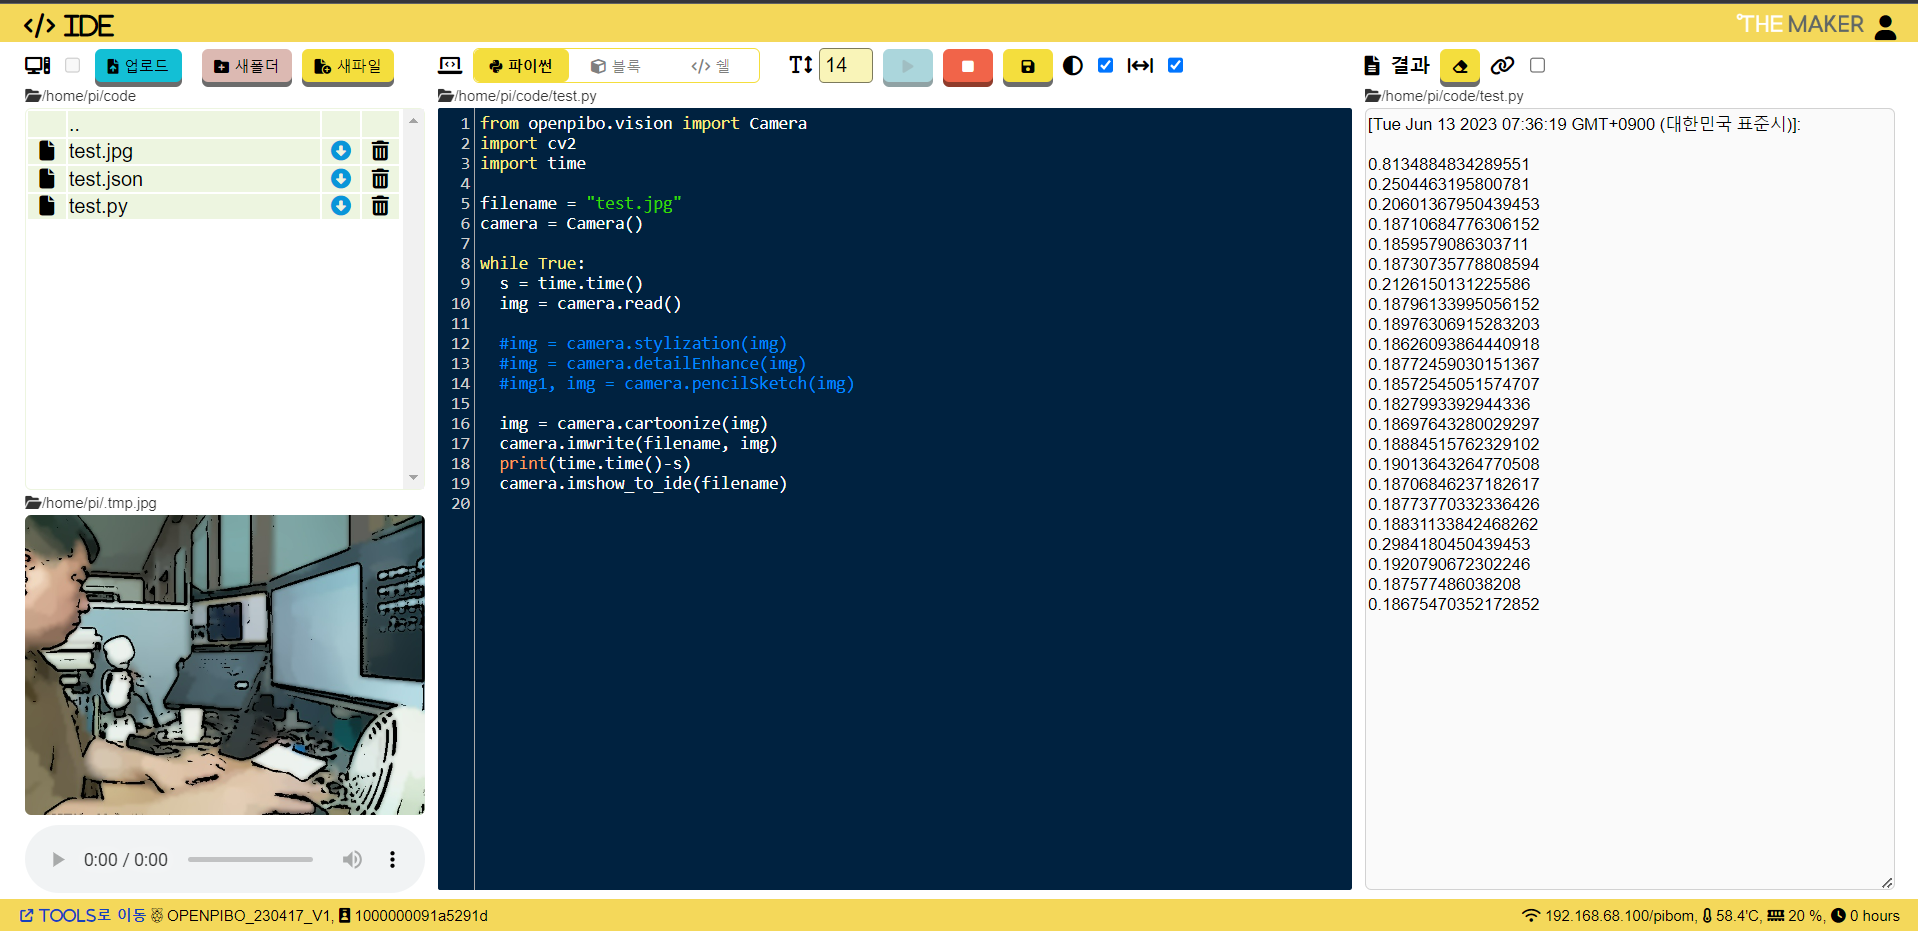 </> IDE
THE MAKER
업로드
새폴더
새파일
파이썬
블록
</> 쉘
T
14
결과
/home/pi/code
/home/pi/code/test.py
/home/pi/code/test.py
..
test.jpg
test.json
test.py
/home/pi/.tmp.jpg
0:00 / 0:00
1 from openpibo.vision import Camera
2 import cv2
3 import time
4
5 filename = "test.jpg"
6 camera = Camera()
7
8 while True:
9 s = time.time()
10 img = camera.read()
11
12 #img = camera.stylization(img)
13 #img = camera.detailEnhance(img)
14 #img1, img = camera.pencilSketch(img)
15
16 img = camera.cartoonize(img)
17 camera.imwrite(filename, img)
18 print(time.time()-s)
19 camera.imshow_to_ide(filename)
20
[Tue Jun 13 2023 07:36:19 GMT+0900 (대한민국 표준시)]:
0.8134884834289551
0.2504463195800781
0.20601367950439453
0.18710684776306152
0.1859579086303711
0.18730735778808594
0.2126150131225586
0.18796133995056152
0.18976306915283203
0.18626093864440918
0.18772459030151367
0.18572545051574707
0.1827993392944336
0.18697643280029297
0.18884515762329102
0.19013643264770508
0.18706846237182617
0.18773770332336426
0.18831133842468262
0.2984180450439453
0.1920790672302246
0.187577486038208
0.18675470352172852
TOOLS로 이동 OPENPIBO_230417_V1, 1000000091a5291d
192.168.68.100/pibom, 58.4'C, 20 %, 0 hours